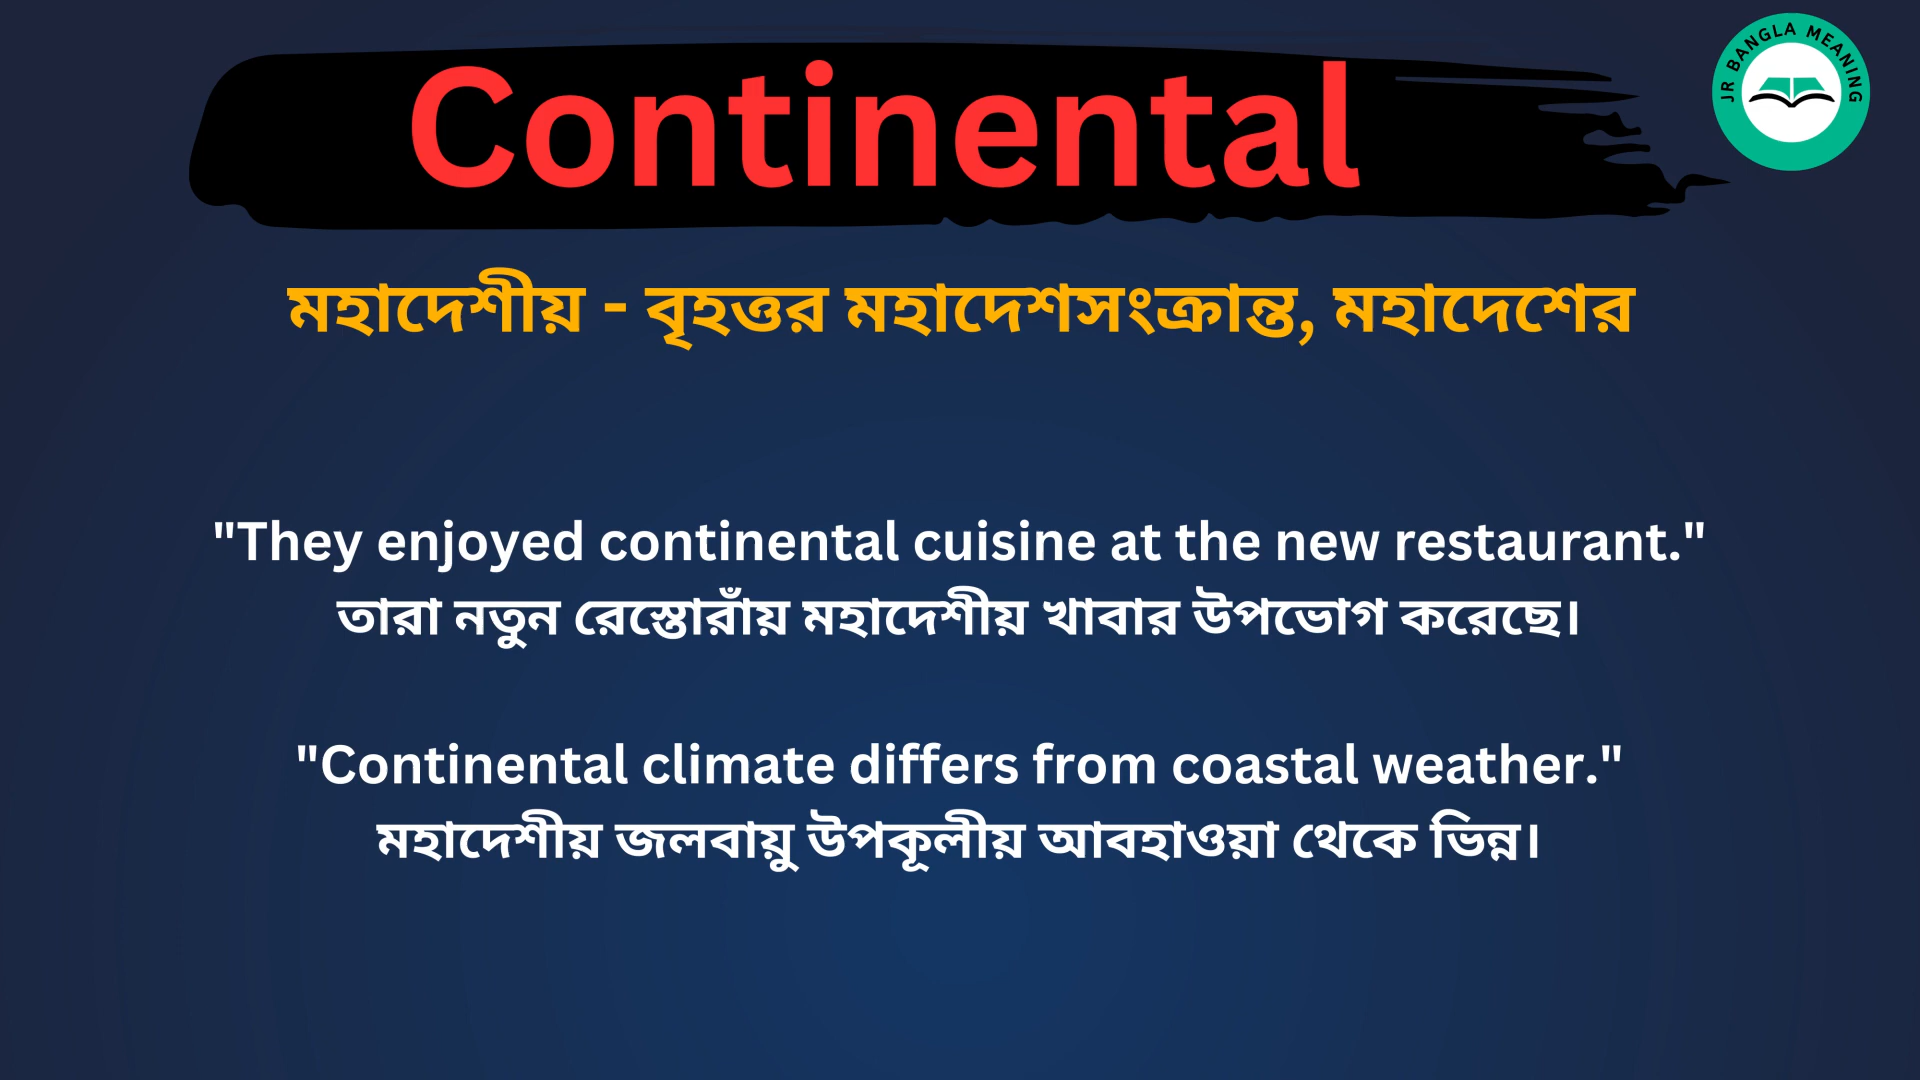 Continental
JR BANGLA MEANING
মহাদেশীয় - বৃহত্তর মহাদেশসংক্রান্ত, মহাদেশের
"They enjoyed continental cuisine at the new restaurant."
তারা নতুন রেস্তোরাঁয় মহাদেশীয় খাবার উপভোগ করেছে।
"Continental climate differs from coastal weather."
মহাদেশীয় জলবায়ু উপকূলীয় আবহাওয়া থেকে ভিন্ন।